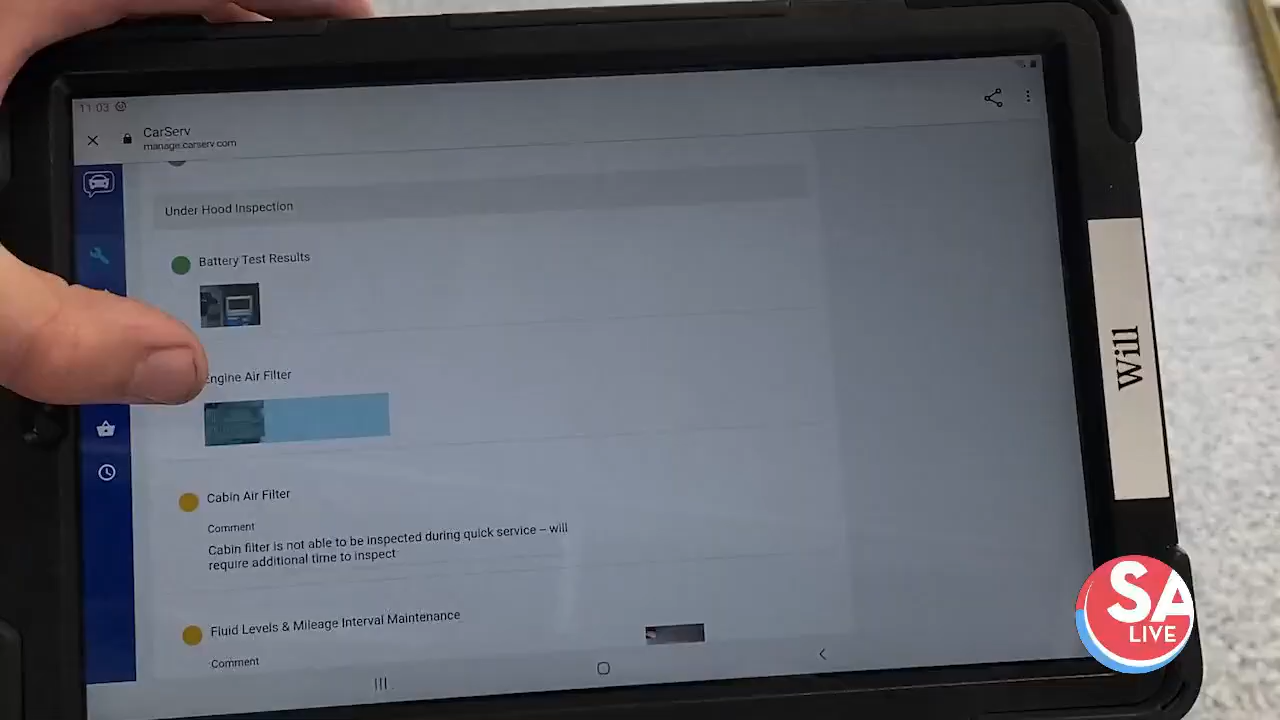 11:03
CarServ
manage.carserv.com
Under Hood Inspection
Battery Test Results
Engine Air Filter
Cabin Air Filter
Comment
Cabin filter is not able to be inspected during quick service – will
require additional time to inspect
Fluid Levels & Mileage Interval Maintenance
Comment
Will
SA
LIVE